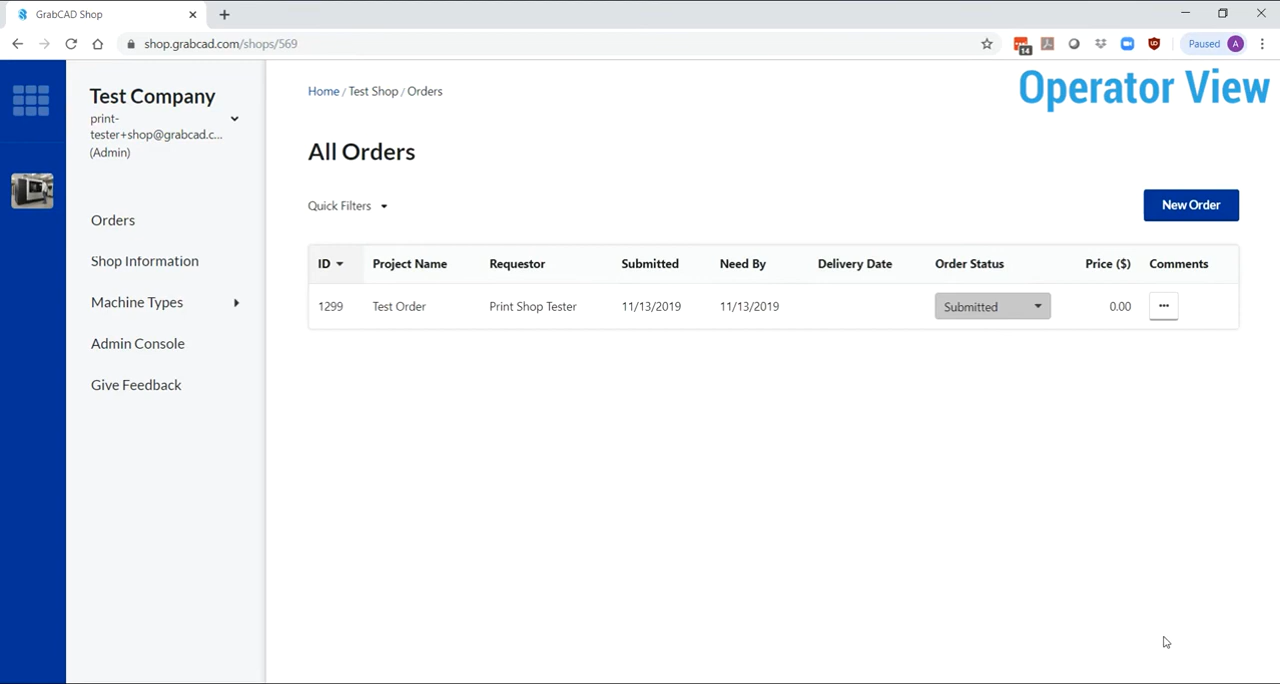 GrabCAD Shop
shop.grabcad.com/shops/569
14
Paused A
Operator View
Test Company
print-
tester+shop@grabcad.c...
(Admin)
Orders
Shop Information
Machine Types
Admin Console
Give Feedback
Home / Test Shop / Orders
All Orders
Quick Filters
New Order
ID Project Name Requestor Submitted Need By Delivery Date Order Status Price ($) Comments
1299 Test Order Print Shop Tester 11/13/2019 11/13/2019 Submitted 0.00 ...